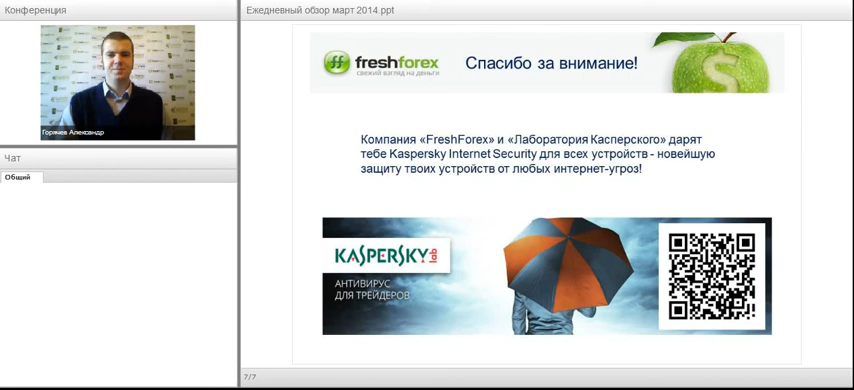 Конференция
Горячев Александр
Чат
Общий
Ежедневный обзор март 2014.ppt
freshforex
свежий взгляд на деньги
Спасибо за внимание!
Компания «FreshForex» и «Лаборатория Касперского» дарят
тебе Kaspersky Internet Security для всех устройств - новейшую
защиту твоих устройств от любых интернет-угроз!
KASPERSKY lab
АНТИВИРУС
ДЛЯ ТРЕЙДЕРОВ
7/7